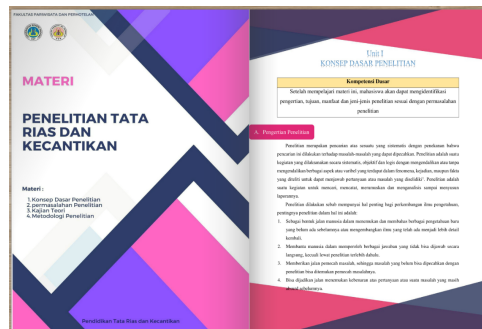 FAKULTAS PARIWISATA DAN PERHOTELAN
MATERI
PENELITIAN TATA
RIAS DAN
KECANTIKAN
Materi :
1. Konsep Dasar Penelitian
2. permasalahan Penelitian
3. Kajian Teori
4. Metodologi Penelitian
Pendidikan Tata Rias dan Kecantikan
Unit I
KONSEP DASAR PENELITIAN
Kompetensi Dasar
Setelah mempelajari materi ini, mahasiswa akan dapat mengidentifikasi
pengertian, tujuan, manfaat dan jenis-jenis penelitian sesuai dengan permasalahan
penelitian
A. Pengertian Penelitian
Penelitian merupakan pencarian atas sesuatu yang sistematis dengan penekanan bahwa
pencarian ini dilakukan terhadap masalah-masalah yang dapat dipecahkan. Penelitian adalah suatu
kegiatan yang dilaksanakan secara sistematis, objektif dan logis dengan mengendalikan atau tanpa
mengendalikan berbagai aspek atau yang terdapat dalam fenomena, kejadian, maupun fakta
yang diteliti untuk dapat menjawab pertanyaan atau masalah yang diselidiki". Penelitian adalah
suatu kegiatan untuk mencari, mencatat, merumuskan dan menganalisis sampai menyusun
laporannya.
Penelitian dilakukan sebab mempunyai hal penting bagi perkembangan ilmu pengetahuan,
pentingnya penelitian dalam hal ini adalah:
1. Sebagai bentuk jalan manusia dalam menemukan dan membahas berbagai pengetahuan baru
yang belum ada sebelumnya atau mengembangkan ilmu yang telah ada menjadi lebih detail
kembali.
2. Membantu manusia dalam memperoleh berbagai jawaban yang tidak bisa dijawab secara
langsung, kecuali lewat penelitian terlebih dahulu.
3. Memberikan jalan pemecah masalah, sehingga masalah yang belum bisa dipecahkan dengan
penelitian bisa ditemukan pemecah masalahnya.
4. Bisa dijadikan jalan menemukan kebenaran atas pertanyaan atau suatu masalah yang masih
sebelumnya.